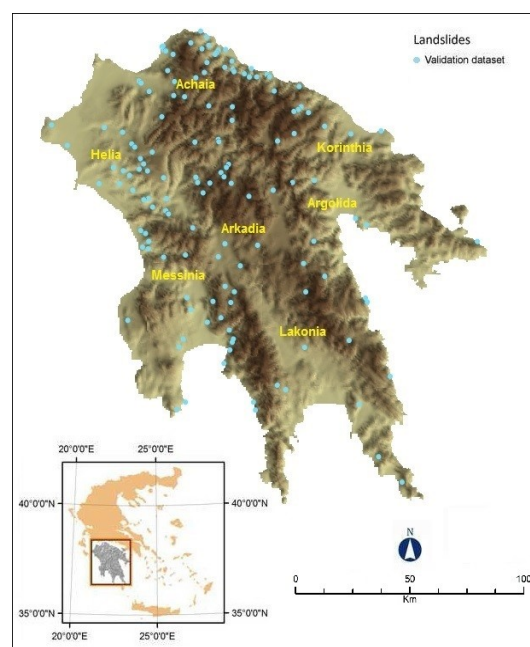 Landslides
Validation dataset
Achaia
Korinthia
Helia
Argolida
Arkadia
Messinia
Lakonia
20°0'0"E 25°0'0"E
40°0'0"N 40°0'0"N
35°0'0"N 35°0'0"N
20°0'0"E 25°0'0"E
N
0 50 100
Km